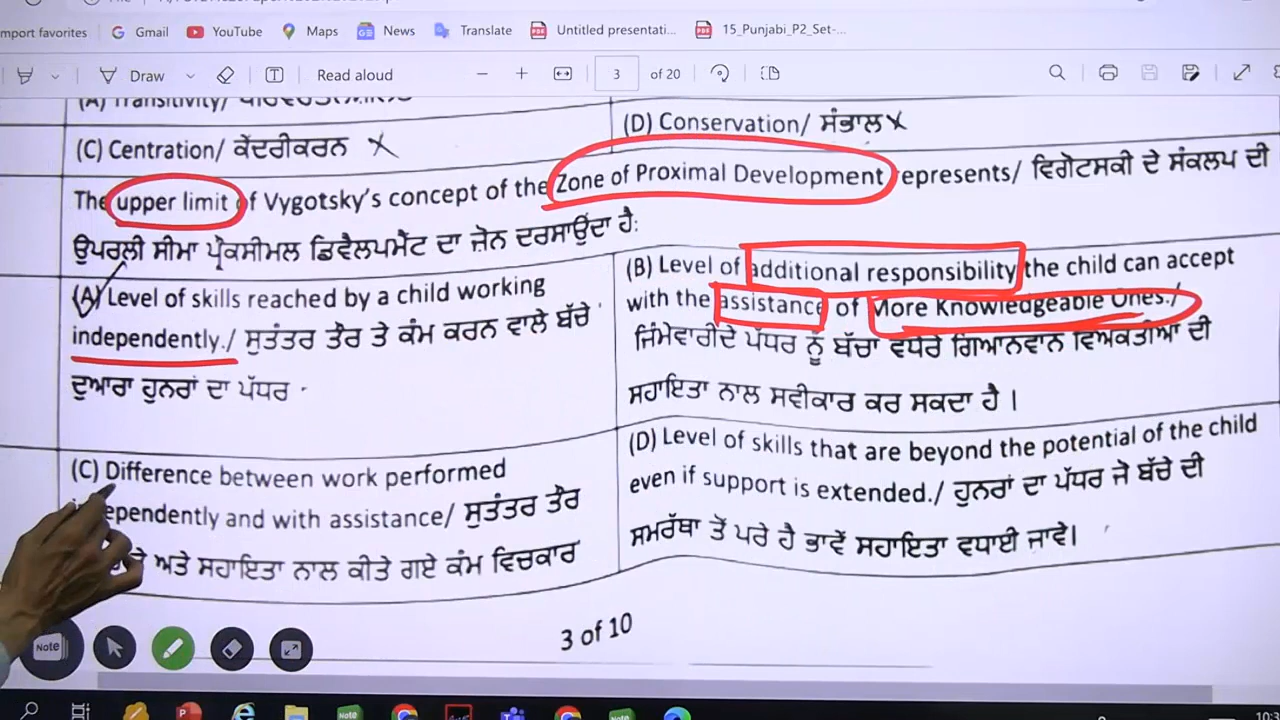 mport favorites Gmail YouTube Maps News Translate Untitled presentati... 15_Punjabi_P2_Set-...
Draw Read aloud 3 of 20
(A) Transitivity/
(C) Centration/ ਕੇਂਦਰੀਕਰਨ
(D) Conservation/ ਸੰਭਾਲ
The upper limit of Vygotsky's concept of the Zone of Proximal Development represents/ ਵਿਗੋਟਸਕੀ ਦੇ ਸੰਕਲਪ ਦੀ
ਉਪਰਲੀ ਸੀਮਾ ਪ੍ਰੌਕਸੀਮਲ ਡਿਵੈਲਪਮੈਂਟ ਦਾ ਜ਼ੋਨ ਦਰਸਾਉਂਦਾ ਹੈ:
(A) Level of skills reached by a child working
independently./ ਸੁਤੰਤਰ ਤੌਰ ਤੇ ਕੰਮ ਕਰਨ ਵਾਲੇ ਬੱਚੇ
ਦੁਆਰਾ ਹੁਨਰਾਂ ਦਾ ਪੱਧਰ
(B) Level of additional responsibility the child can accept
with the assistance of More Knowledgeable Ones./
ਜਿੰਮੇਵਾਰੀਦੇ ਪੱਧਰ ਨੂੰ ਬੱਚਾ ਵਧੇਰੇ ਗਿਆਨਵਾਨ ਵਿਅਕਤੀਆਂ ਦੀ
ਸਹਾਇਤਾ ਨਾਲ ਸਵੀਕਾਰ ਕਰ ਸਕਦਾ ਹੈ।
(C) Difference between work performed
ependently and with assistance/ ਸੁਤੰਤਰ ਤੌਰ
ਅਤੇ ਸਹਾਇਤਾ ਨਾਲ ਕੀਤੇ ਗਏ ਕੰਮ ਵਿਚਕਾਰ
(D) Level of skills that are beyond the potential of the child
even if support is extended./ ਹੁਨਰਾਂ ਦਾ ਪੱਧਰ ਜੋ ਬੱਚੇ ਦੀ
ਸਮਰੱਥਾ ਤੋਂ ਪਰੇ ਹੈ ਭਾਵੇਂ ਸਹਾਇਤਾ ਵਧਾਈ ਜਾਵੇ।
3 of 10
Note